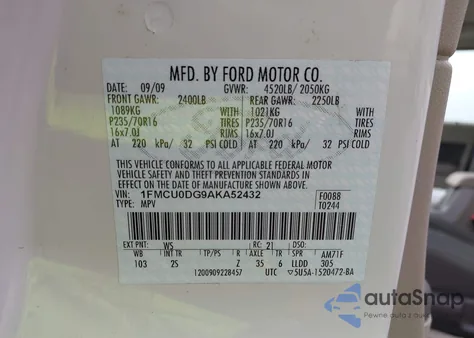 MFD. BY FORD MOTOR CO.
DATE: 09/09 GVWR: 4520LB/ 2050KG
FRONT GAWR: 2400LB REAR GAWR: 2250LB
1089KG WITH 1021KG WITH
P235/70R16 TIRES P235/70R16 TIRES
16x7.0J RIMS 16x7.0J RIMS
AT 220 kPa/ 32 PSI COLD AT 220 kPa/ 32 PSI COLD
THIS VEHICLE CONFORMS TO ALL APPLICABLE FEDERAL MOTOR
VEHICLE SAFETY AND THEFT PREVENTION STANDARDS IN
EFFECT ON THE DATE OF MANUFACTURE SHOWN ABOVE.
VIN: 1FMCU0DG9AKA52432 F0088
TYPE: MPV T0244
EXT PNT: WS RC: 21
WB INT TR TP/PS R AXLE TR AM71F
103 2S Z 35 6 LLDD 305
1200909228457 UTC 5U5A-1520472-BA
autoSnap